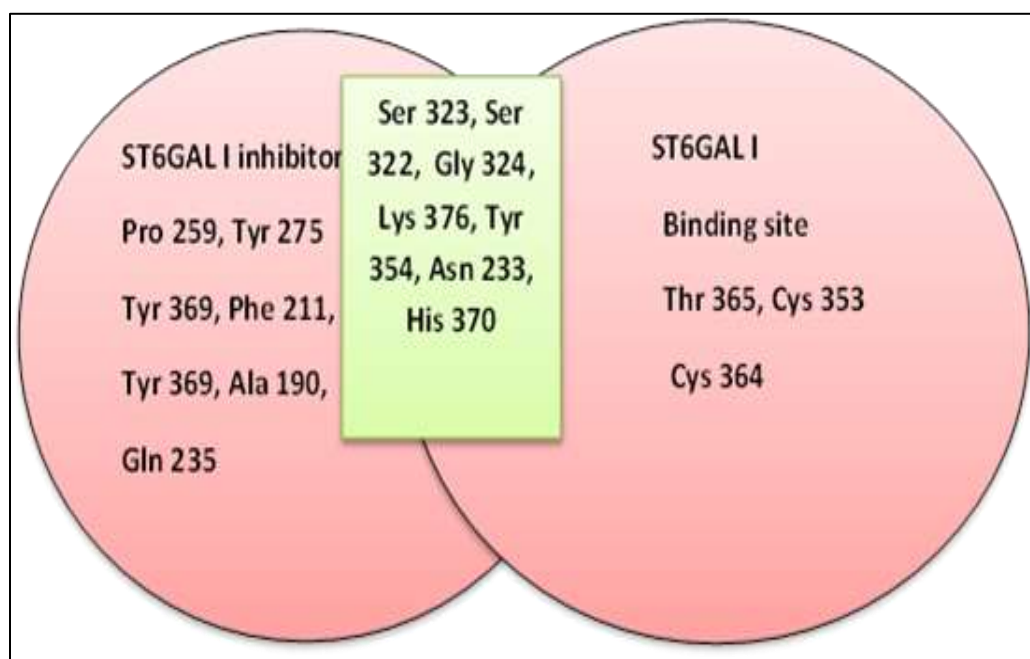 ST6GAL I inhibitor
Pro 259, Tyr 275
Tyr 369, Phe 211,
Tyr 369, Ala 190,
Gln 235
Ser 323, Ser
322, Gly 324,
Lys 376, Tyr
354, Asn 233,
His 370
ST6GAL I
Binding site
Thr 365, Cys 353
Cys 364